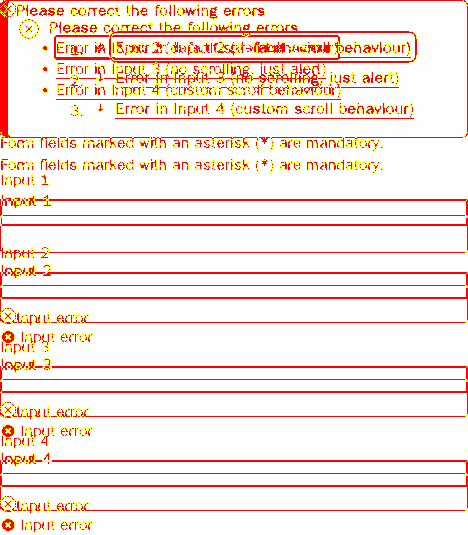 Please correct the following errors
Please correct the following errors
Error in Input 2 (default scroll behaviour)
Error in Input 3 (no scrolling, just alert)
Error in Input 3 (no scrolling, just alert)
Error in Input 4 (custom scroll behaviour)
3. Error in Input 4 (custom scroll behaviour)
Form fields marked with an asterisk (*) are mandatory.
Form fields marked with an asterisk (*) are mandatory.
Input 1
Input 1
Input 2
Input 2
Input error
Input error
Input 3
Input 3
Input error
Input error
Input 4
Input 4
Input error
Input error